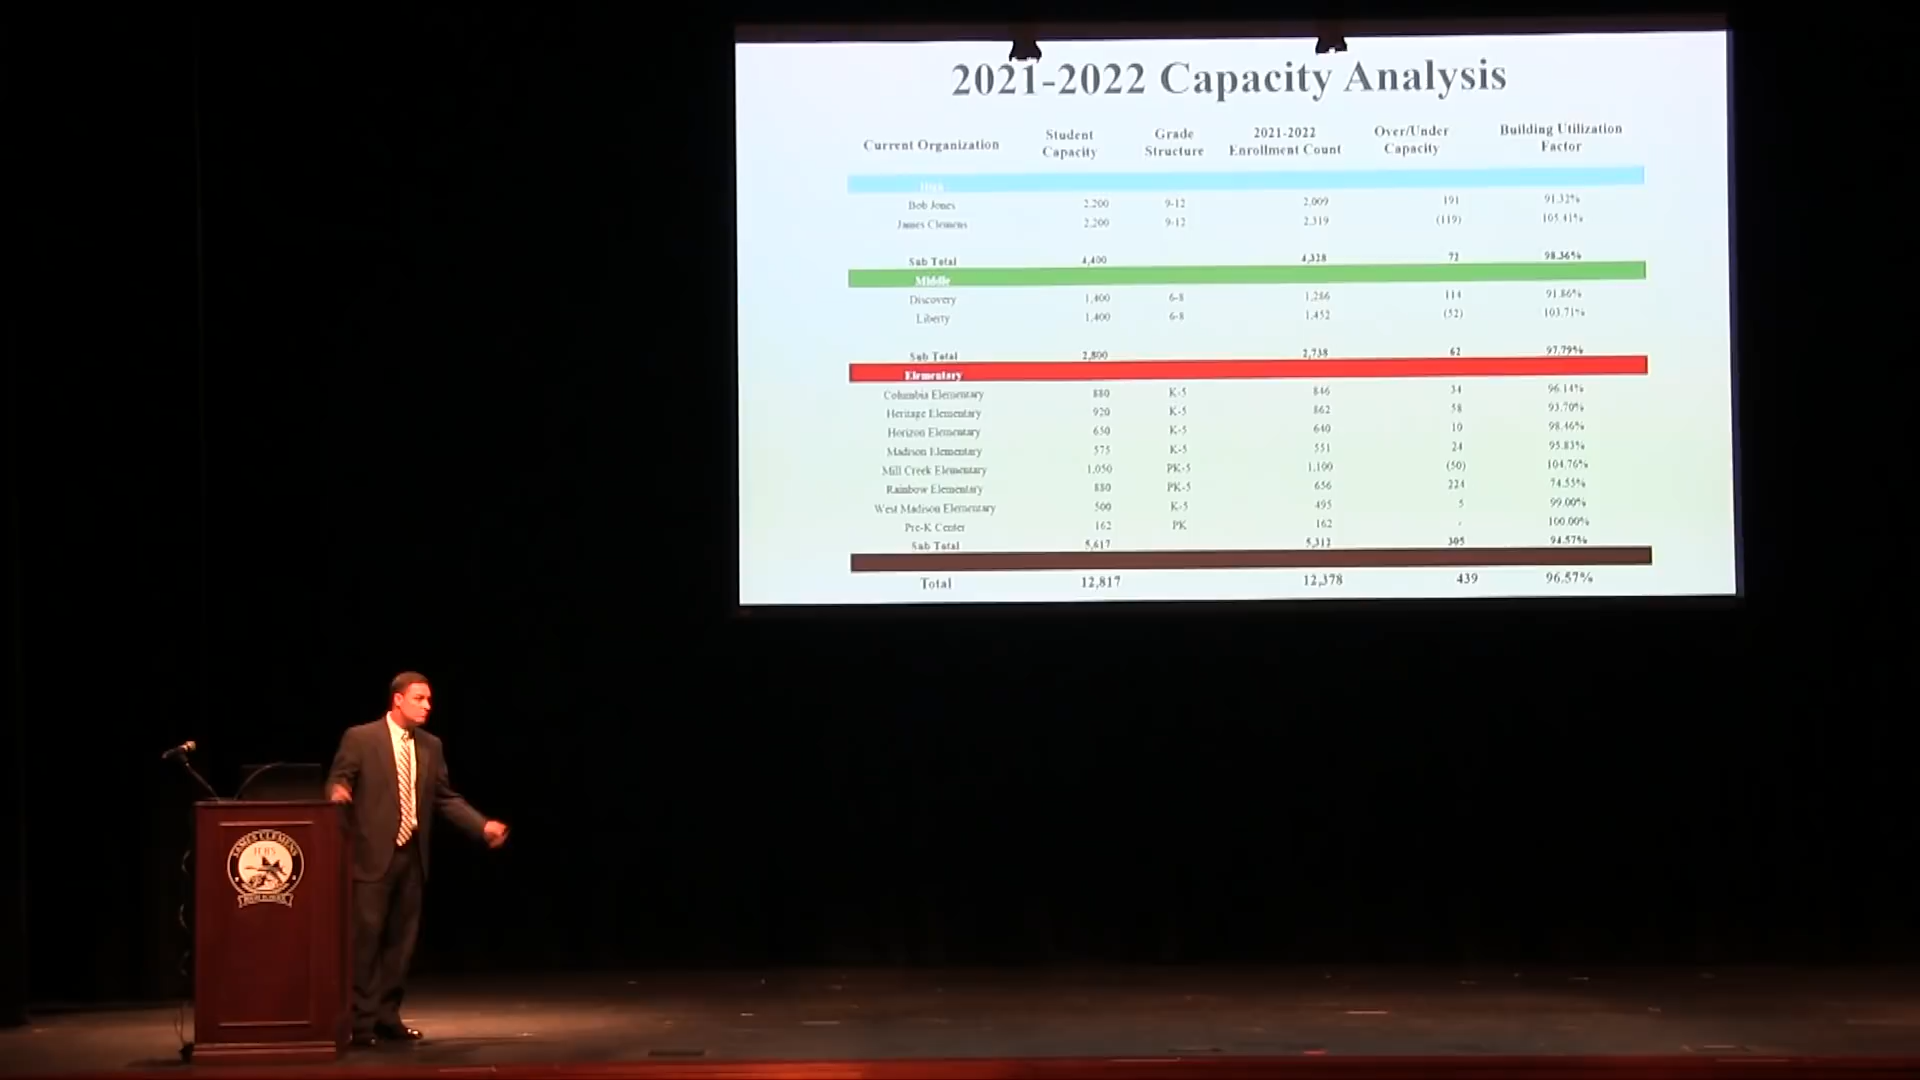 2021-2022 Capacity Analysis
Current Organization Student Capacity Grade Structure 2021-2022 Enrollment Count Over/Under Capacity Building Utilization Factor
High
Bob Jones 2,200 9-12 2,009 191 91.32%
James Clemens 2,200 9-12 2,319 (119) 105.41%
Sub Total 4,400 4,328 72 98.36%
Middle
Discovery 1,400 6-8 1,286 114 91.86%
Liberty 1,400 6-8 1,452 (52) 103.71%
Sub Total 2,800 2,738 62 97.79%
Elementary
Columbia Elementary 880 K-5 846 34 96.14%
Heritage Elementary 920 K-5 862 58 93.70%
Horizon Elementary 650 K-5 640 10 98.46%
Madison Elementary 575 K-5 551 24 95.83%
Mill Creek Elementary 1,050 PK-5 1,100 (50) 104.76%
Rainbow Elementary 880 PK-5 656 224 74.55%
West Madison Elementary 500 K-5 495 5 99.00%
Pre-K Center 162 PK 162 - 100.00%
Sub Total 5,617 5,312 305 94.57%
Total 12,817 12,378 439 96.57%
JAMES CLEMENS
JCHS
HIGH SCHOOL